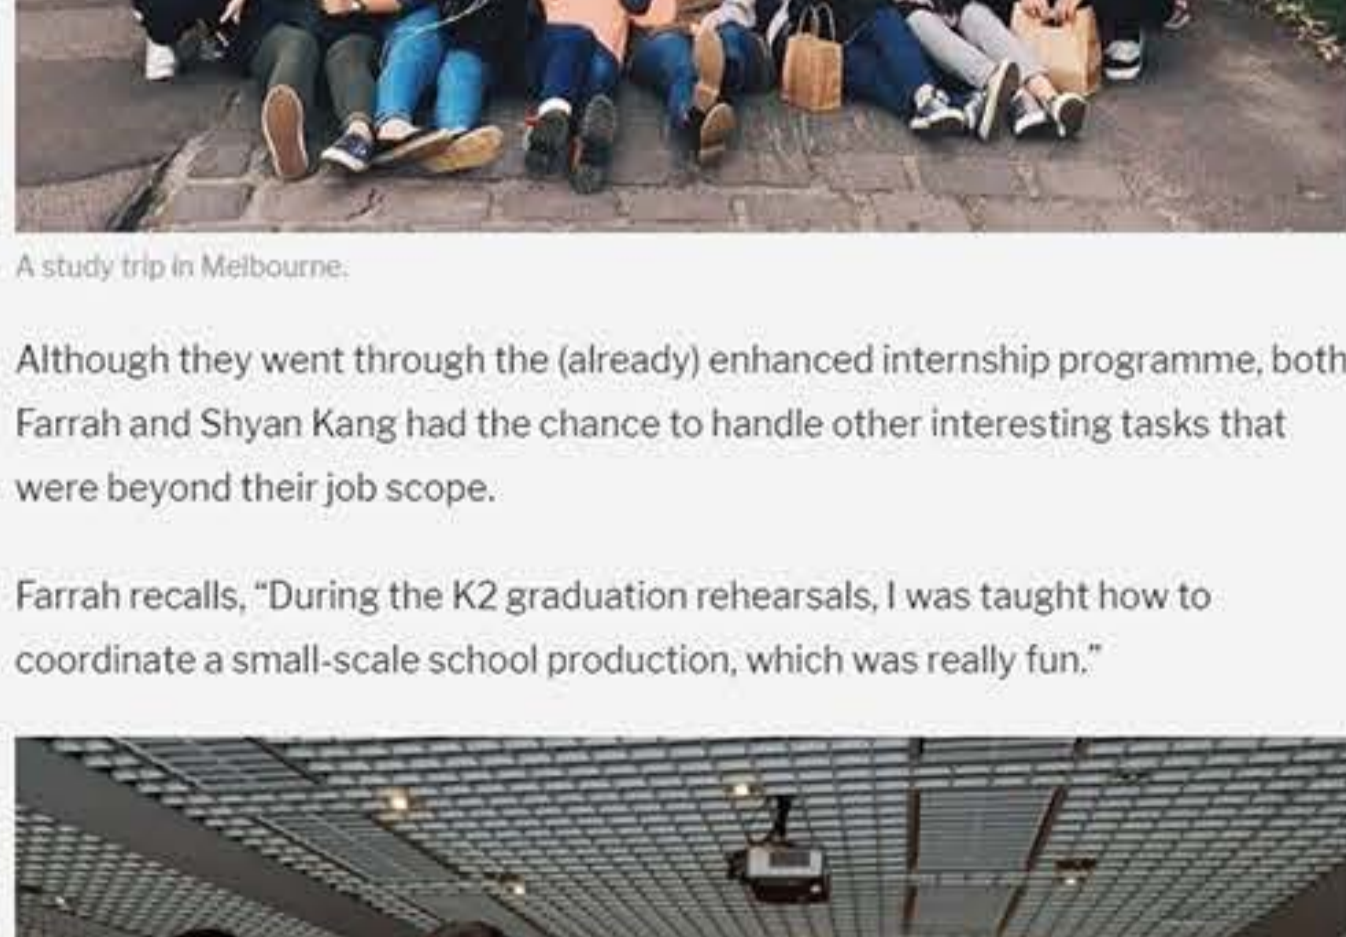 A study trip in Melbourne.
Although they went through the (already) enhanced internship programme, both
Farrah and Shyan Kang had the chance to handle other interesting tasks that
were beyond their job scope.
Farrah recalls, “During the K2 graduation rehearsals, I was taught how to
coordinate a small-scale school production, which was really fun.”